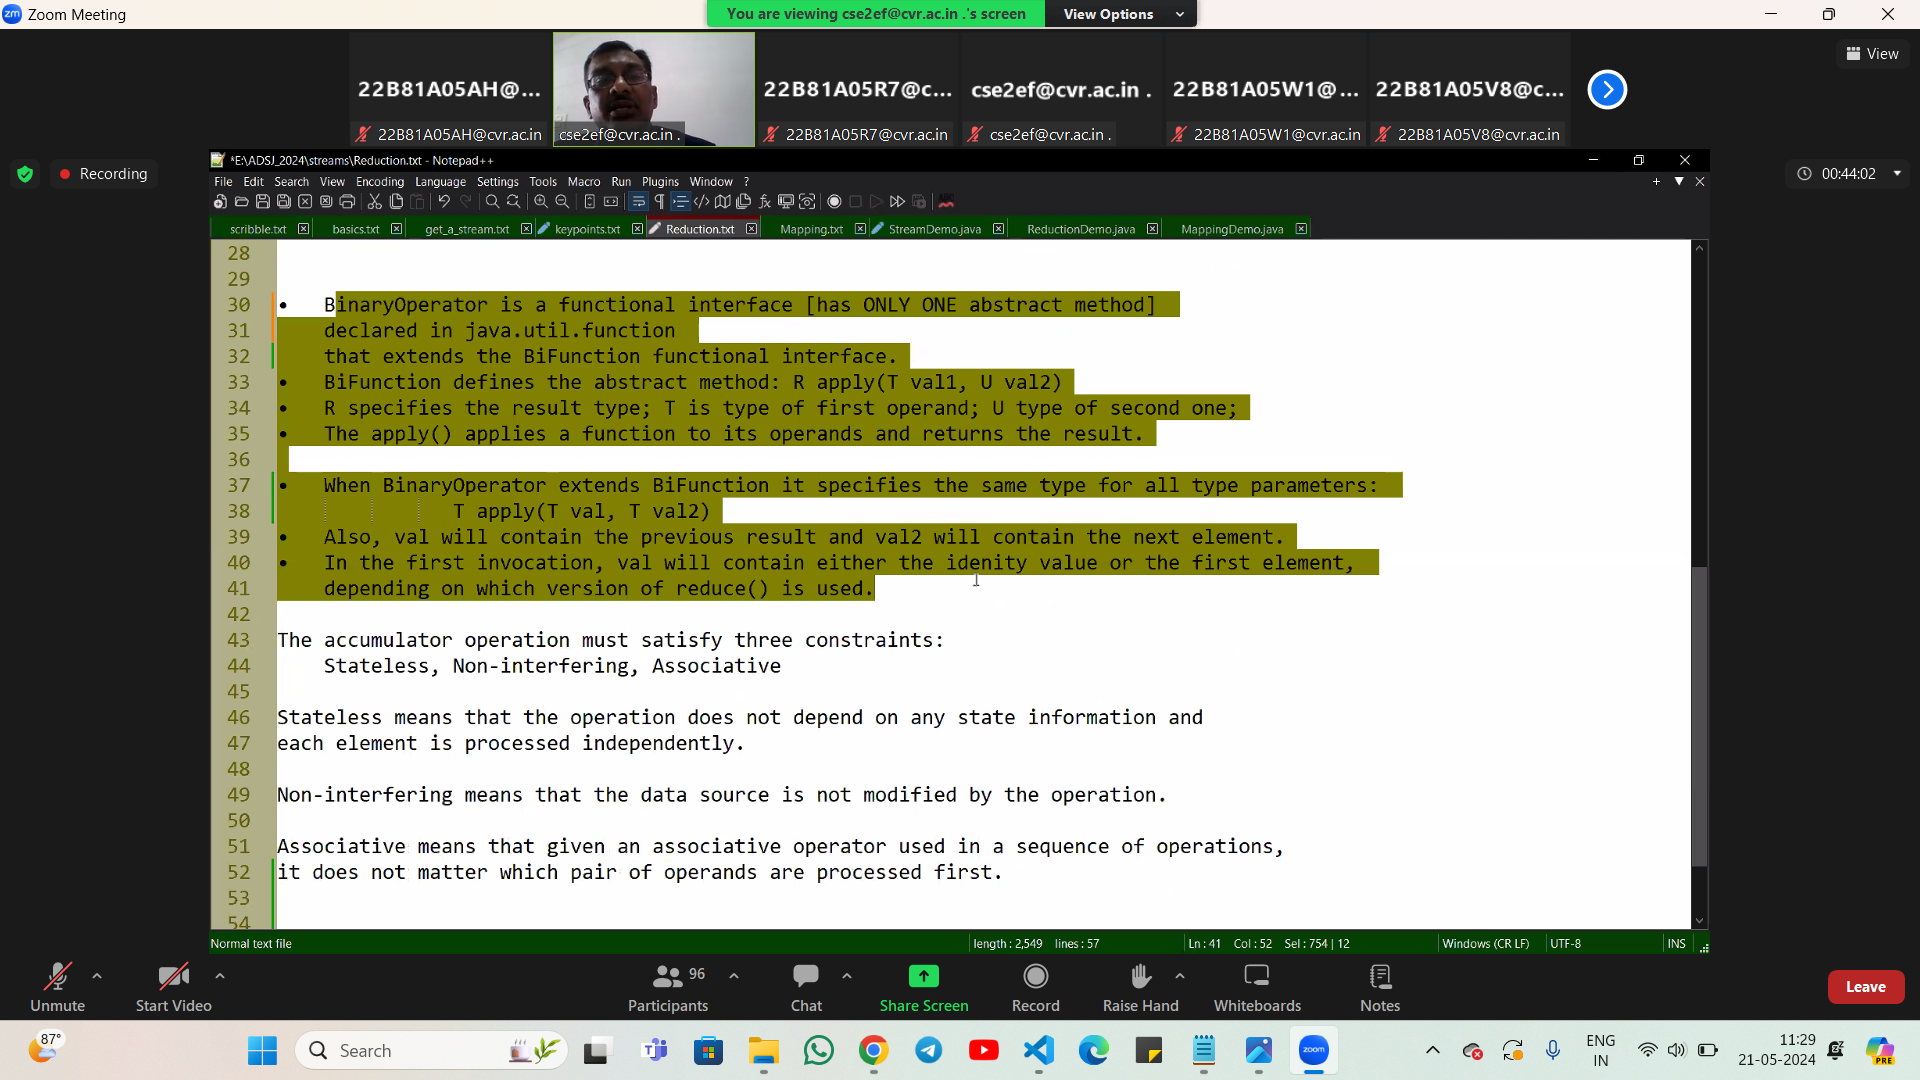 zm Zoom Meeting
You are viewing cse2ef@cvr.ac.in .'s screen
View Options
22B81A05AH@...
22B81A05R7@c...
cse2ef@cvr.ac.in .
22B81A05W1@...
22B81A05V8@c...
View
22B81A05AH@cvr.ac.in
cse2ef@cvr.ac.in .
22B81A05R7@cvr.ac.in
cse2ef@cvr.ac.in .
22B81A05W1@cvr.ac.in
22B81A05V8@cvr.ac.in
Recording
00:44:02
*E:\ADSJ_2024\streams\Reduction.txt - Notepad++
File Edit Search View Encoding Language Settings Tools Macro Run Plugins Window ?
scribble.txt basics.txt get_a_stream.txt keypoints.txt Reduction.txt Mapping.txt StreamDemo.java ReductionDemo.java MappingDemo.java
28
29
30 • BinaryOperator is a functional interface [has ONLY ONE abstract method]
31 declared in java.util.function
32 that extends the BiFunction functional interface.
33 • BiFunction defines the abstract method: R apply(T val1, U val2)
34 • R specifies the result type; T is type of first operand; U type of second one;
35 • The apply() applies a function to its operands and returns the result.
36
37 • When BinaryOperator extends BiFunction it specifies the same type for all type parameters:
38 T apply(T val, T val2)
39 • Also, val will contain the previous result and val2 will contain the next element.
40 • In the first invocation, val will contain either the idenity value or the first element,
41 depending on which version of reduce() is used.
42
43 The accumulator operation must satisfy three constraints:
44 Stateless, Non-interfering, Associative
45
46 Stateless means that the operation does not depend on any state information and
47 each element is processed independently.
48
49 Non-interfering means that the data source is not modified by the operation.
50
51 Associative means that given an associative operator used in a sequence of operations,
52 it does not matter which pair of operands are processed first.
53
54
Normal text file length : 2,549 lines : 57 Ln : 41 Col : 52 Sel : 754 | 12 Windows (CR LF) UTF-8 INS
96
Unmute Start Video Participants Chat Share Screen Record Raise Hand Whiteboards Notes
Leave
87°
Search
zoom
ENG
IN
11:29
21-05-2024
PRE